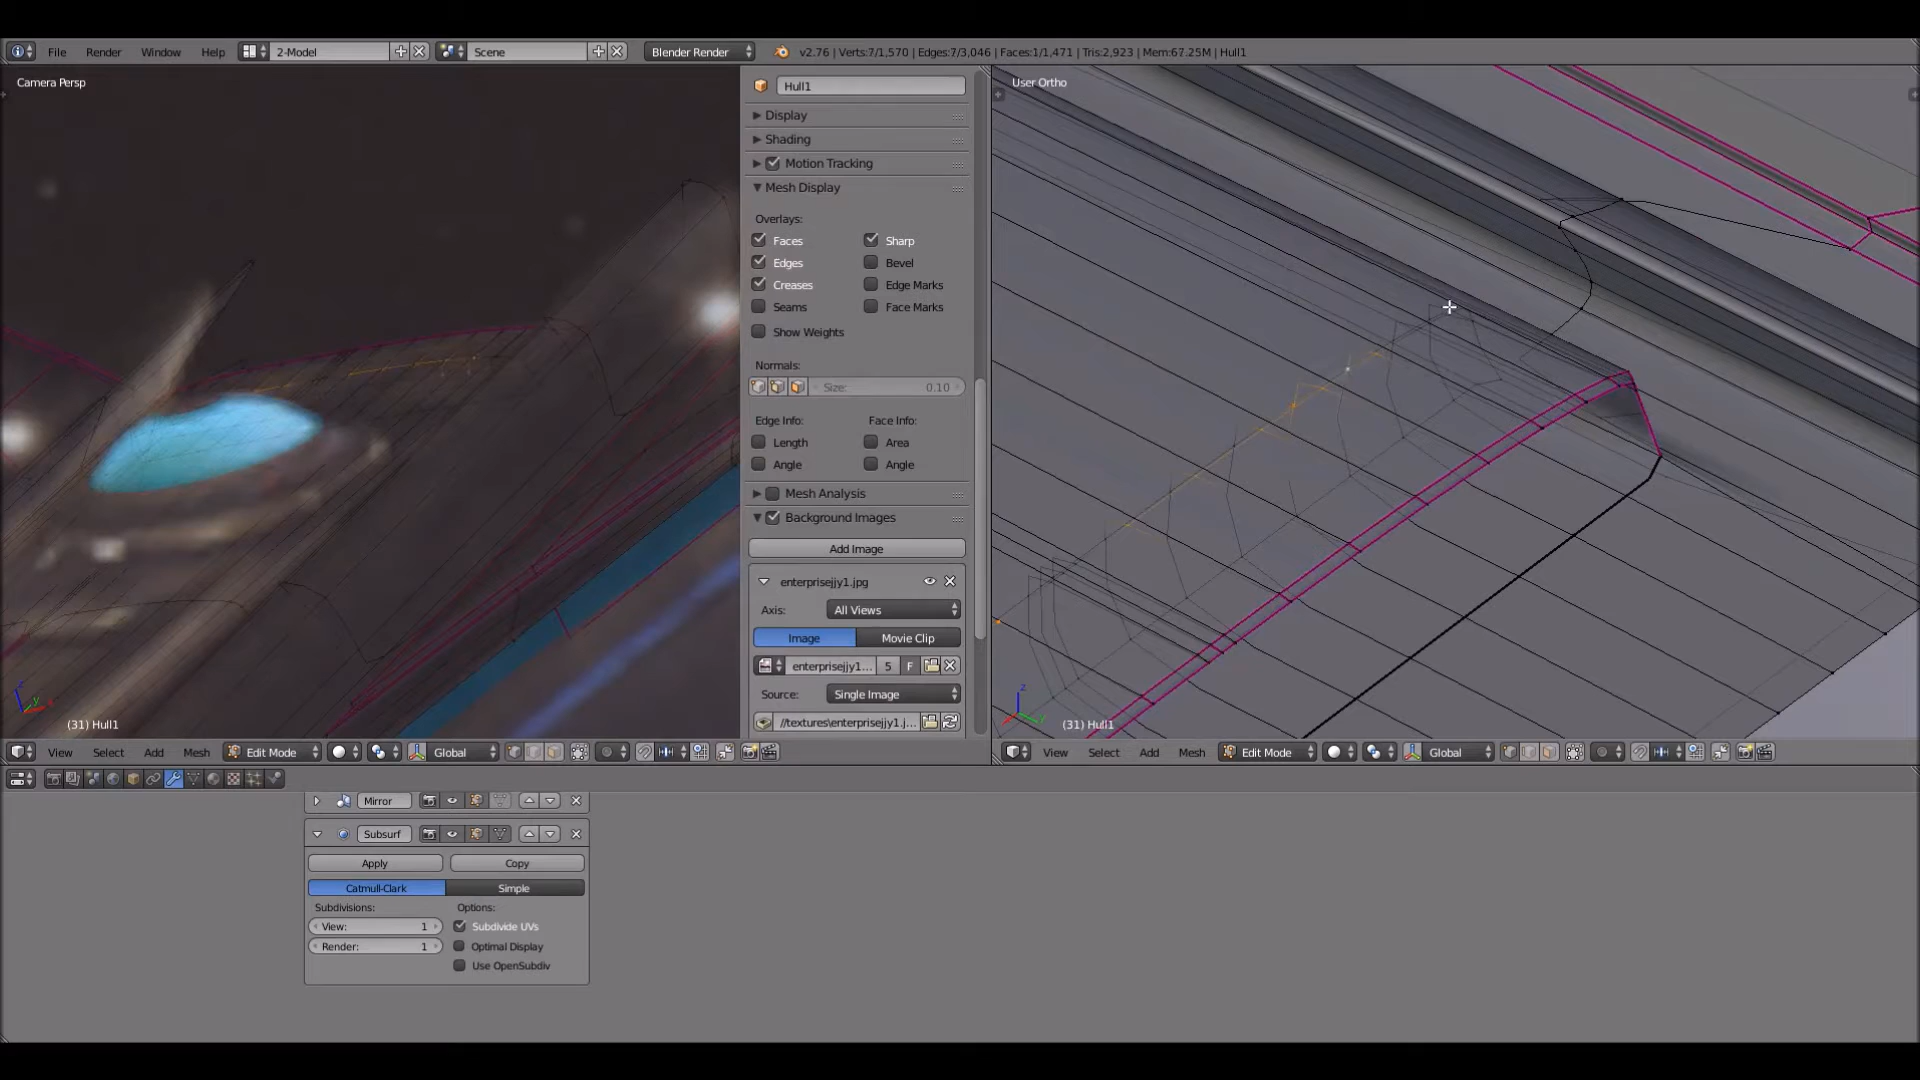 File Render Window Help 2-Model Scene Blender Render v2.76 | Verts:7/1,570 | Edges:7/3,046 | Faces:1/1,471 | Tris:2,923 | Mem:67.25M | Hull1
Camera Persp
Hull1
User Ortho
Display
Shading
Motion Tracking
Mesh Display
Overlays:
Faces Sharp
Edges Bevel
Creases Edge Marks
Seams Face Marks
Show Weights
Normals:
Size: 0.10
Edge Info: Face Info:
Length Area
Angle Angle
Mesh Analysis
Background Images
Add Image
enterprisejjy1.jpg
Axis: All Views
Image Movie Clip
enterprisejjy1... 5 F
Source: Single Image
//textures\enterprisejjy1.j...
(31) Hull1
(31) Hull1
View Select Add Mesh Edit Mode Global
View Select Add Mesh Edit Mode Global
Mirror
Subsurf
Apply Copy
Catmull-Clark Simple
Subdivisions: Options:
View: 1 Subdivide UVs
Render: 1 Optimal Display
Use OpenSubdiv